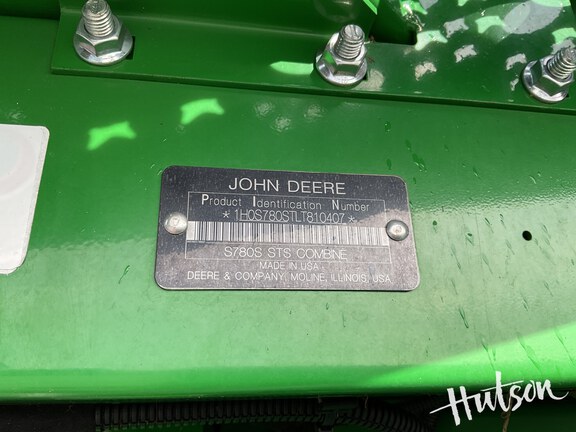 JOHN DEERE
Product Identification Number
*1H0S780STLT810407*
S780S STS COMBINE
MADE IN USA
DEERE & COMPANY, MOLINE, ILLINOIS, USA
Hutson